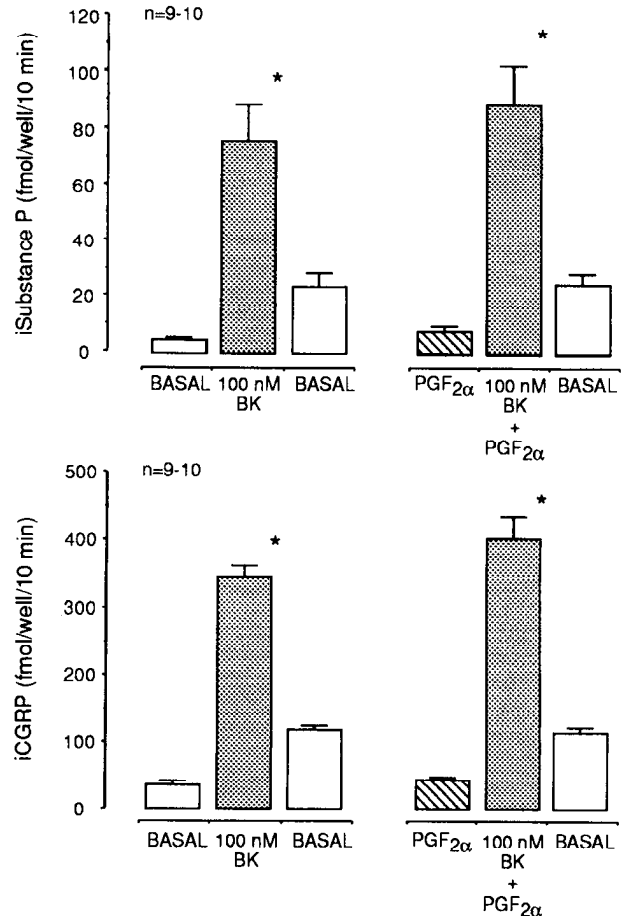 n=9-10
*
*
iSubstance P (fmol/well/10 min)
120
100
80
60
40
20
0
BASAL 100 nM BASAL
BK
PGF2α 100 nM BASAL
BK
+
PGF2α
n=9-10
*
*
iCGRP (fmol/well/10 min)
500
400
300
200
100
0
BASAL 100 nM BASAL
BK
PGF2α 100 nM BASAL
BK
+
PGF2α